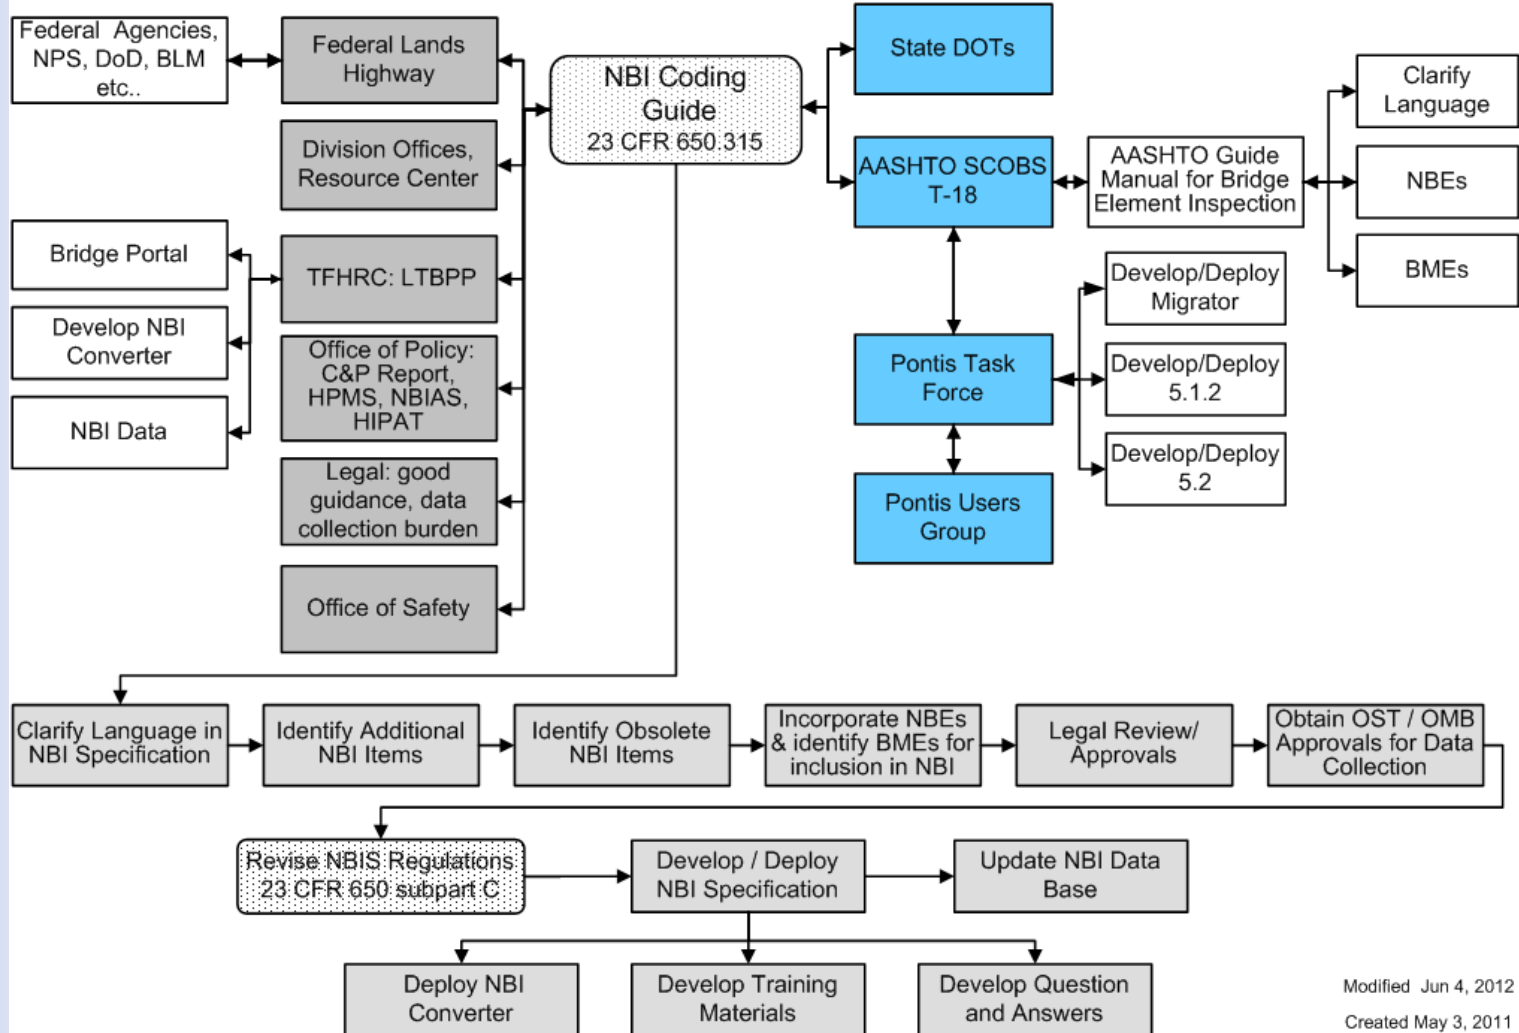 Federal Agencies,
NPS, DoD, BLM
etc..
Federal Lands
Highway
NBI Coding
Guide
23 CFR 650.315
State DOTs
Clarify
Language
Division Offices,
Resource Center
AASHTO SCOBS
T-18
AASHTO Guide
Manual for Bridge
Element Inspection
NBEs
BMEs
Bridge Portal
TFHRC: LTBPP
Develop/Deploy
Migrator
Develop NBI
Converter
Office of Policy:
C&P Report,
HPMS, NBIAS,
HIPAT
Pontis Task
Force
Develop/Deploy
5.1.2
NBI Data
Legal: good
guidance, data
collection burden
Develop/Deploy
5.2
Pontis Users
Group
Office of Safety
Clarify Language in
NBI Specification
Identify Additional
NBI Items
Identify Obsolete
NBI Items
Incorporate NBEs
& identify BMEs for
inclusion in NBI
Legal Review/
Approvals
Obtain OST / OMB
Approvals for Data
Collection
Revise NBIS Regulations
23 CFR 650 subpart C
Develop / Deploy
NBI Specification
Update NBI Data
Base
Deploy NBI
Converter
Develop Training
Materials
Develop Question
and Answers
Modified Jun 4, 2012
Created May 3, 2011